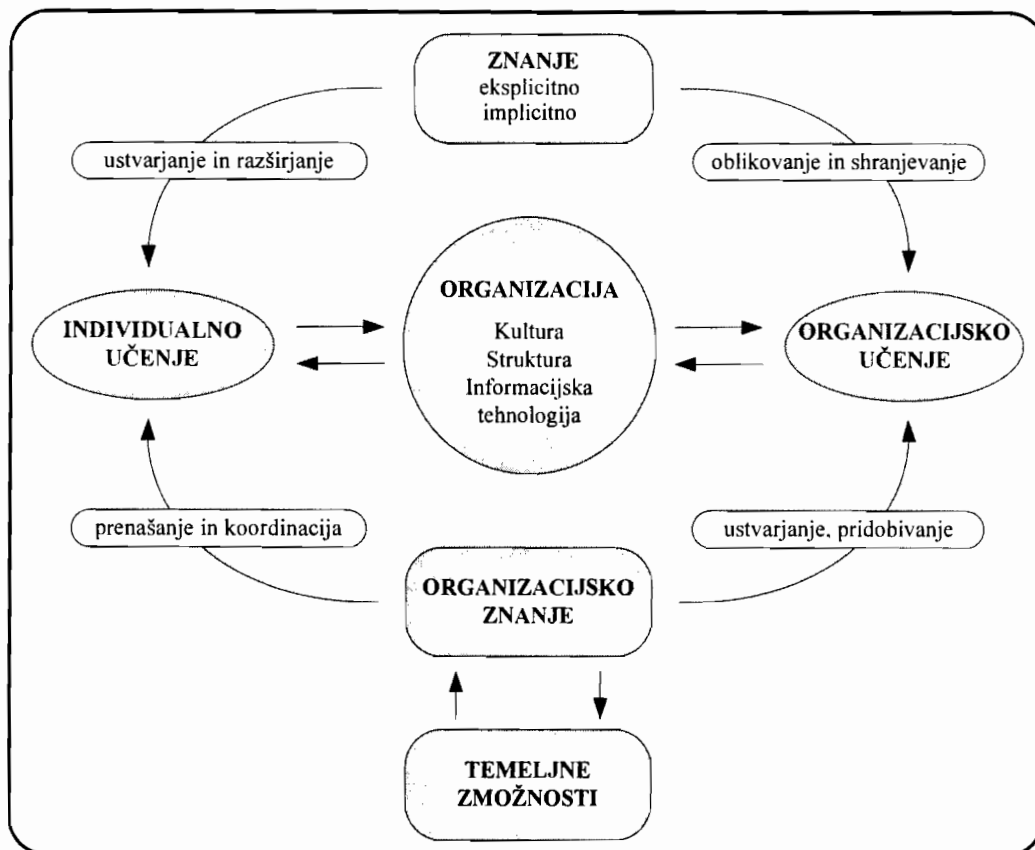 ZNANJE
eksplicitno
implicitno
ustvarjanje in razširjanje
oblikovanje in shranjevanje
ORGANIZACIJA
Kultura
Struktura
Informacijska
tehnologija
INDIVIDUALNO
UČENJE
ORGANIZACIJSKO
UČENJE
prenašanje in koordinacija
ustvarjanje, pridobivanje
ORGANIZACIJSKO
ZNANJE
TEMELJNE
ZMOŽNOSTI